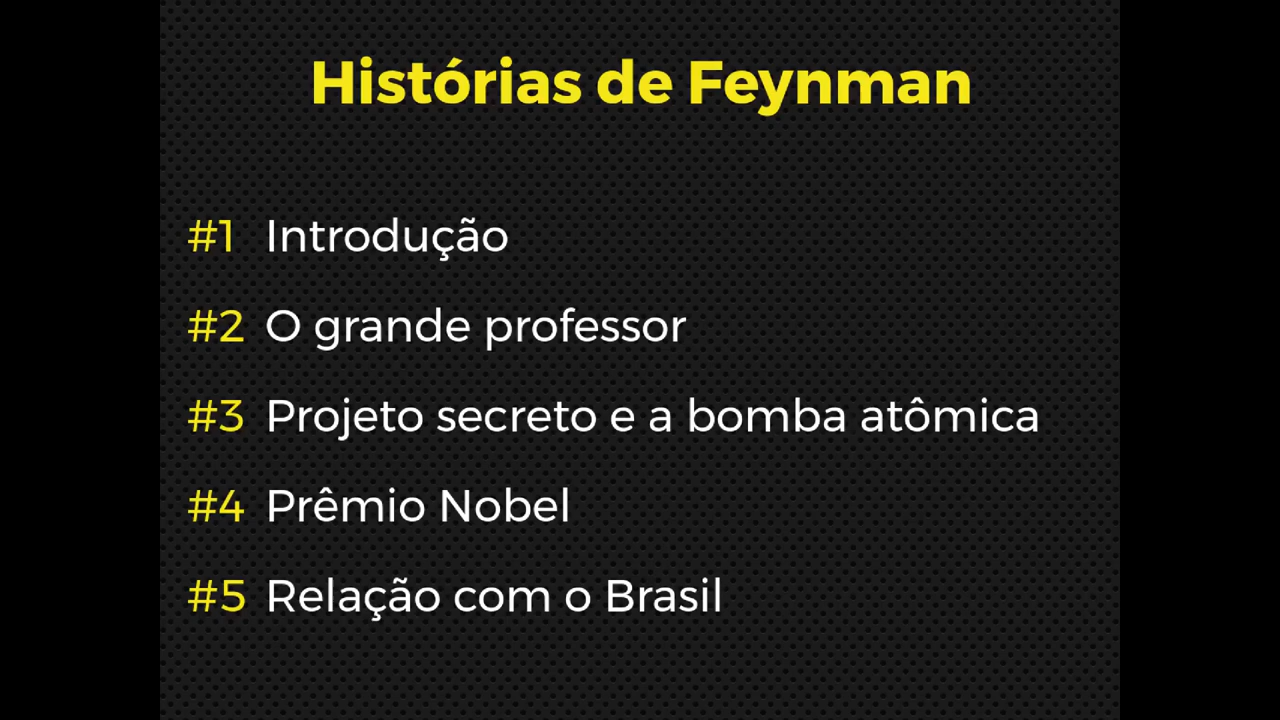 Histórias de Feynman
#1 Introdução
#2 O grande professor
#3 Projeto secreto e a bomba atômica
#4 Prêmio Nobel
#5 Relação com o Brasil